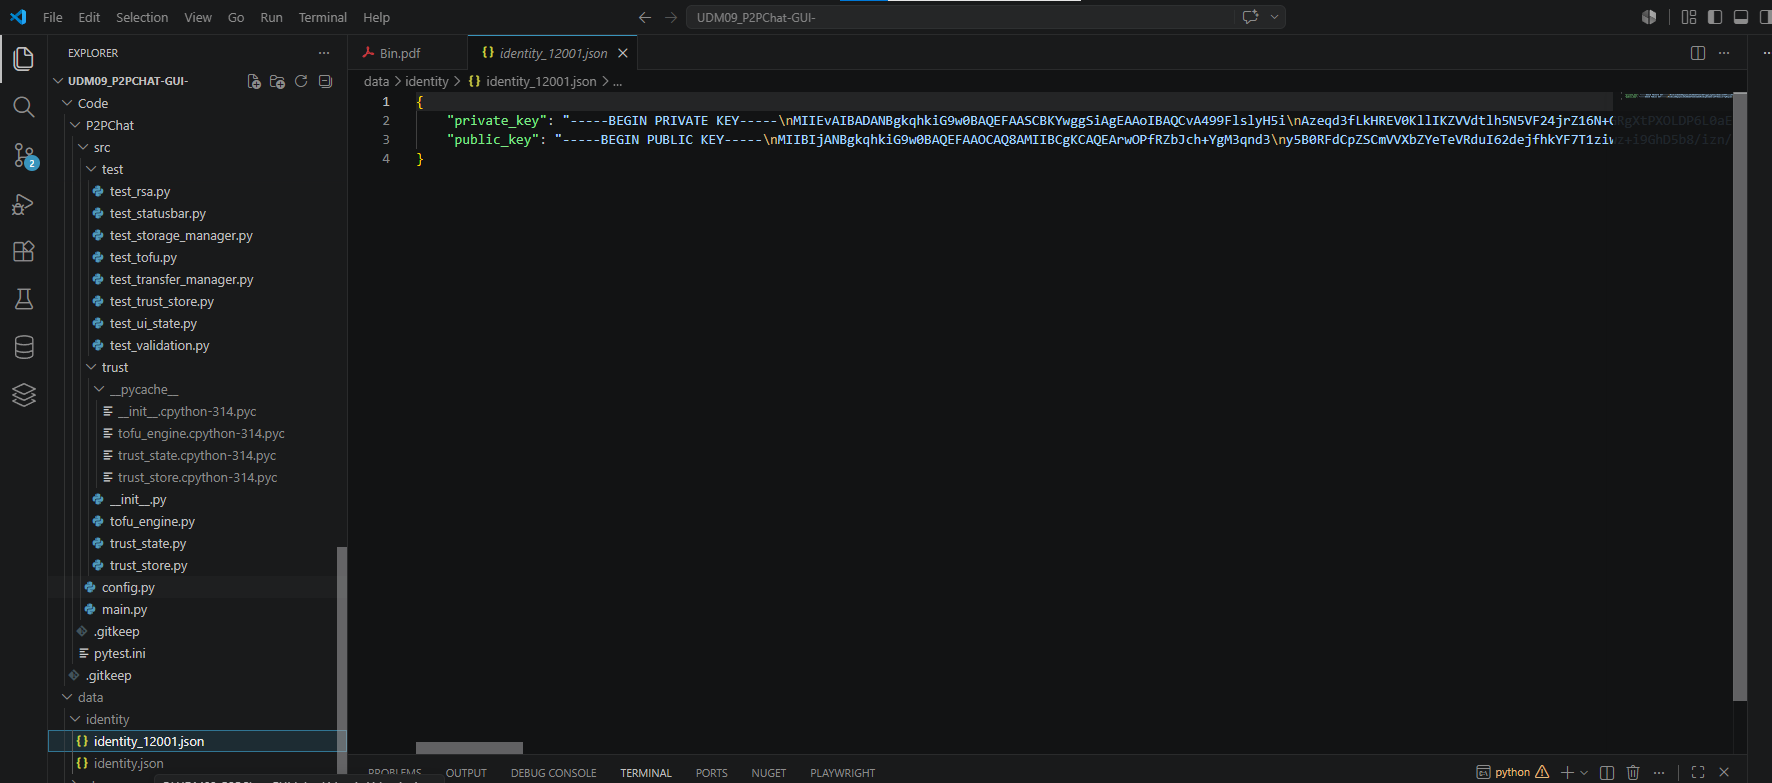 File Edit Selection View Go Run Terminal Help
UDM09_P2PChat-GUI-
EXPLORER
UDM09_P2PCHAT-GUI-
Code
P2PChat
src
test
test_rsa.py
test_statusbar.py
test_storage_manager.py
test_tofu.py
test_transfer_manager.py
test_trust_store.py
test_ui_state.py
test_validation.py
trust
__pycache__
__init__.cpython-314.pyc
tofu_engine.cpython-314.pyc
trust_state.cpython-314.pyc
trust_store.cpython-314.pyc
__init__.py
tofu_engine.py
trust_state.py
trust_store.py
config.py
main.py
.gitkeep
pytest.ini
.gitkeep
data
identity
identity_12001.json
identity.json
2
Bin.pdf
identity_12001.json
data > identity > {} identity_12001.json > ...
1 {
2 "private_key": "-----BEGIN PRIVATE KEY-----\nMIIEvAIBADANBgkqhkiG9w0BAQEFAASCBKYwggSiAgEAAoIBAQCvA499FlslyH5i\nAzeqd3fLkHREV0KllIKZVVdtlh5N5VF24jrZ16N+
3 "public_key": "-----BEGIN PUBLIC KEY-----\nMIIBIjANBgkqhkiG9w0BAQEFAAOCAQ8AMIIBCgKCAQEArwOPfRZbJch+YgM3qnd3\ny5B0RFdCpZSCmVVXbZYeTeVRduI62dejfhkYF7T1ziw
4 }
PROBLEMS OUTPUT DEBUG CONSOLE TERMINAL PORTS NUGET PLAYWRIGHT
python